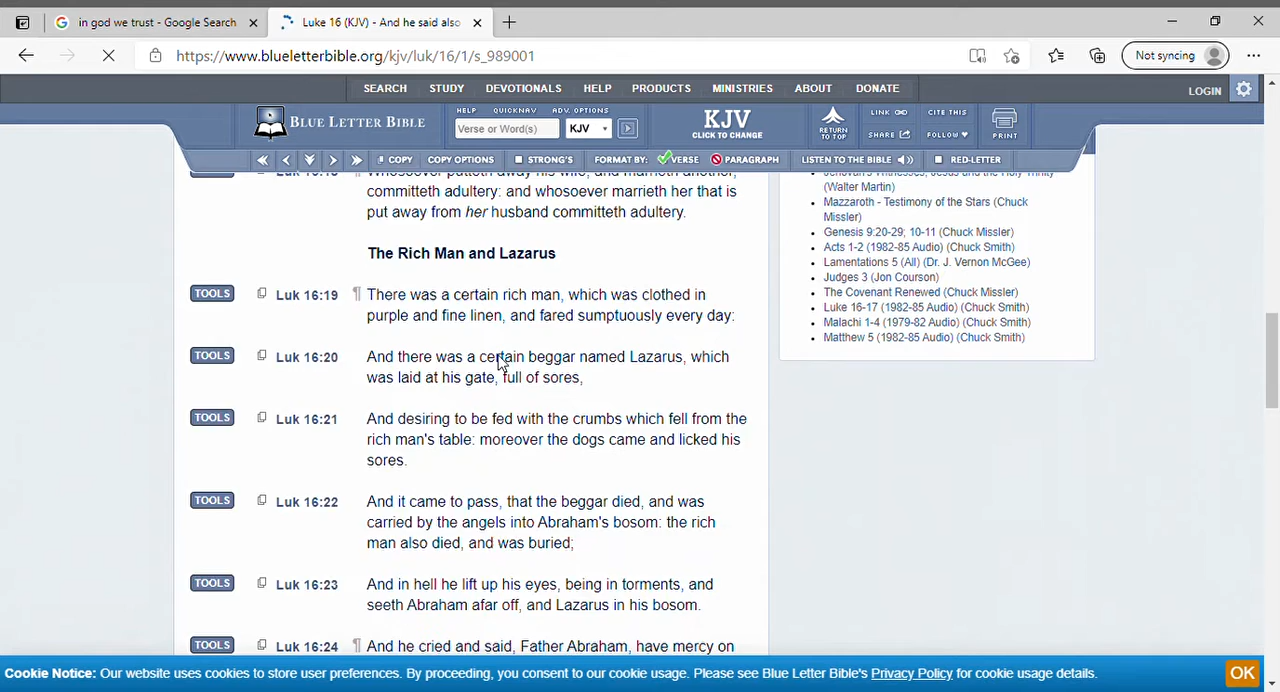 in god we trust - Google Search
Luke 16 (KJV) - And he said also
https://www.blueletterbible.org/kjv/luk/16/1/s_989001
Not syncing
SEARCH STUDY DEVOTIONALS HELP PRODUCTS MINISTRIES ABOUT DONATE
LOGIN
BLUE LETTER BIBLE
HELP QUICKNAV ADV. OPTIONS
Verse or Word(s)
KJV
KJV
CLICK TO CHANGE
RETURN
TO TOP
LINK
CITE THIS
SHARE
FOLLOW
PRINT
COPY COPY OPTIONS STRONG'S FORMAT BY: VERSE PARAGRAPH LISTEN TO THE BIBLE RED-LETTER
Whosoever putteth away his wife, and marrieth another,
committeth adultery: and whosoever marrieth her that is
put away from her husband committeth adultery.
The Rich Man and Lazarus
TOOLS Luk 16:19 ¶ There was a certain rich man, which was clothed in
purple and fine linen, and fared sumptuously every day:
TOOLS Luk 16:20 And there was a certain beggar named Lazarus, which
was laid at his gate, full of sores,
TOOLS Luk 16:21 And desiring to be fed with the crumbs which fell from the
rich man's table: moreover the dogs came and licked his
sores.
TOOLS Luk 16:22 And it came to pass, that the beggar died, and was
carried by the angels into Abraham's bosom: the rich
man also died, and was buried;
TOOLS Luk 16:23 And in hell he lift up his eyes, being in torments, and
seeth Abraham afar off, and Lazarus in his bosom.
TOOLS Luk 16:24 ¶ And he cried and said, Father Abraham, have mercy on
Jehovah's Witnesses, Jesus and the Holy Trinity
(Walter Martin)
Mazzaroth - Testimony of the Stars (Chuck
Missler)
Genesis 9:20-29; 10-11 (Chuck Missler)
Acts 1-2 (1982-85 Audio) (Chuck Smith)
Lamentations 5 (All) (Dr. J. Vernon McGee)
Judges 3 (Jon Courson)
The Covenant Renewed (Chuck Missler)
Luke 16-17 (1982-85 Audio) (Chuck Smith)
Malachi 1-4 (1979-82 Audio) (Chuck Smith)
Matthew 5 (1982-85 Audio) (Chuck Smith)
Cookie Notice: Our website uses cookies to store user preferences. By proceeding, you consent to our cookie usage. Please see Blue Letter Bible's Privacy Policy for cookie usage details.
OK